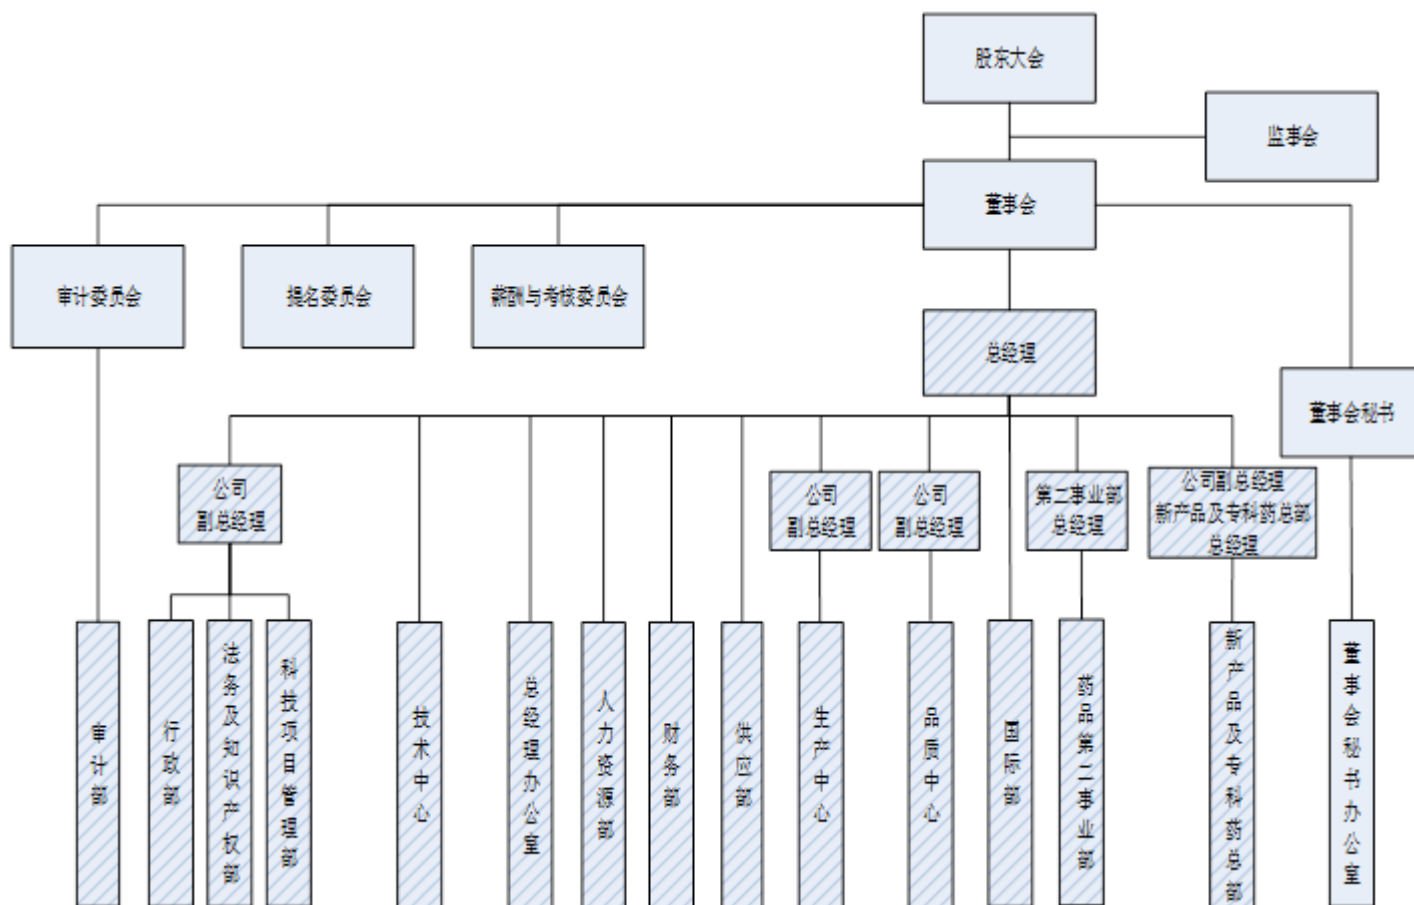 股东大会
监事会
董事会
审计委员会
提名委员会
薪酬与考核委员会
总经理
董事会秘书
公司
副总经理
公司
副总经理
公司
副总经理
第二事业部
总经理
公司副总经理
新产品及专科药总部
总经理
审计部
行政部
法务及知识产权部
科技项目管理部
技术中心
总经理办公室
人力资源部
财务部
供应部
生产中心
品质中心
国际部
药品第二事业部
新产品及专科药总部
董事会秘书办公室